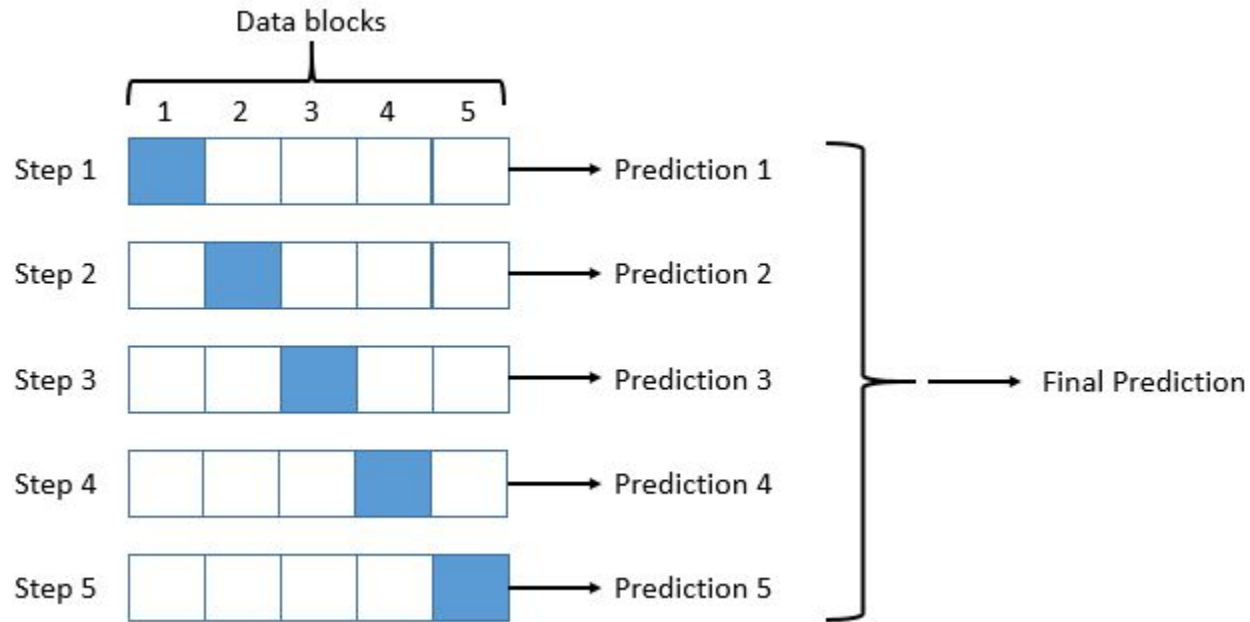 Data blocks
1 2 3 4 5
Step 1 Prediction 1
Step 2 Prediction 2
Step 3 Prediction 3
Final Prediction
Step 4 Prediction 4
Step 5 Prediction 5